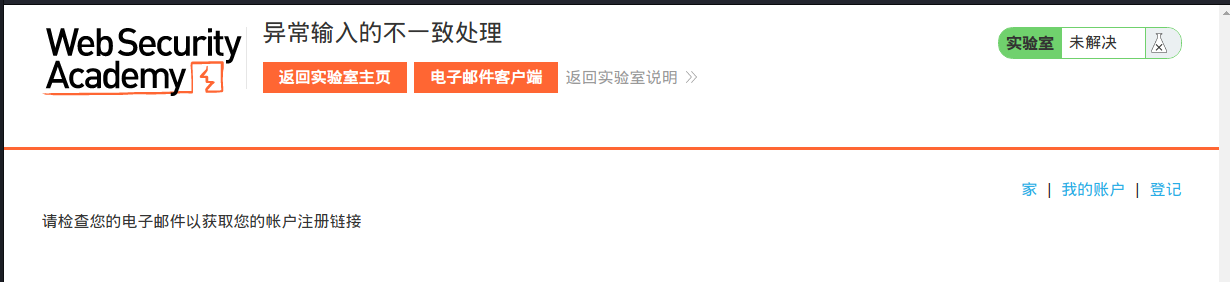 Web Security
Academy
异常输入的不一致处理
返回实验室主页 电子邮件客户端 返回实验室说明
实验室 未解决
家 | 我的账户 | 登记
请检查您的电子邮件以获取您的帐户注册链接